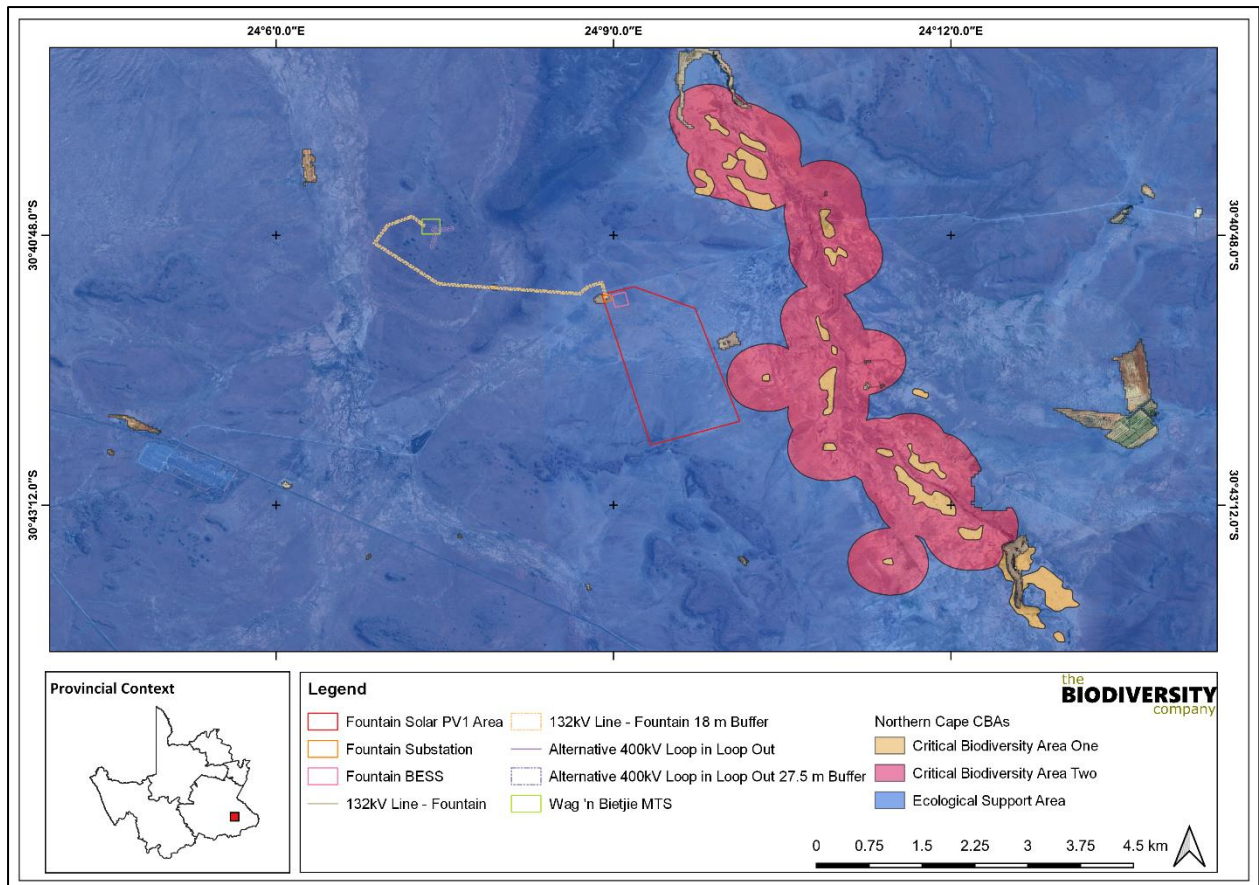 24°6'0.0"E
24°9'0.0"E
24°12'0.0"E
30°40'48.0"S
30°40'48.0"S
30°43'12.0"S
30°43'12.0"S
Provincial Context
Legend
Fountain Solar PV1 Area
Fountain Substation
Fountain BESS
132kV Line - Fountain
132kV Line - Fountain 18 m Buffer
Alternative 400kV Loop in Loop Out
Alternative 400kV Loop in Loop Out 27.5 m Buffer
Wag 'n Bietjie MTS
the
BIODIVERSITY
company
Northern Cape CBAs
Critical Biodiversity Area One
Critical Biodiversity Area Two
Ecological Support Area
0 0.75 1.5 2.25 3 3.75 4.5 km